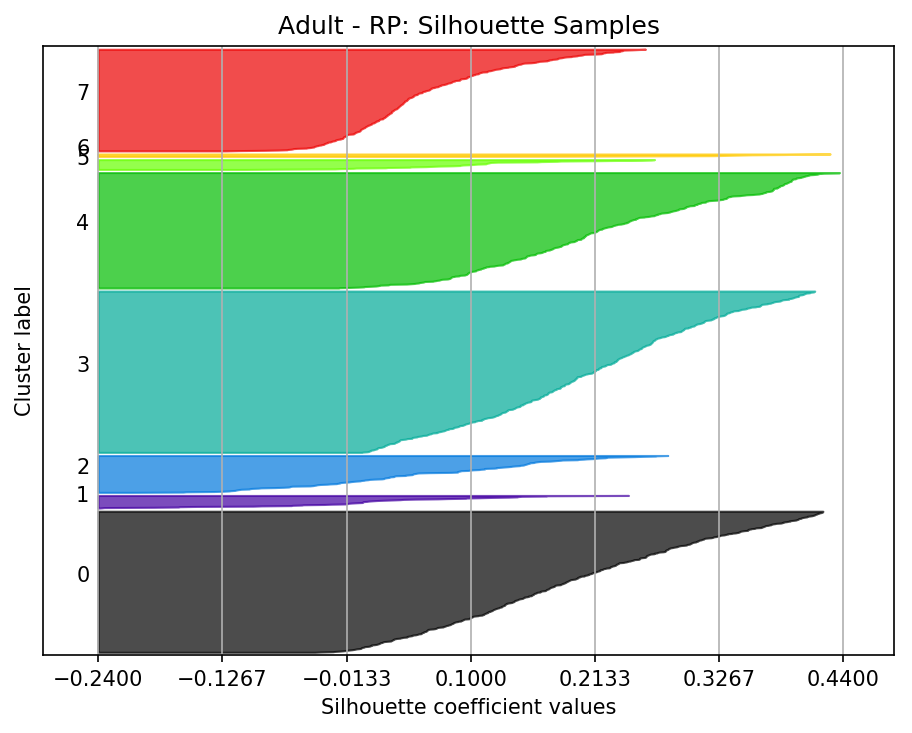 Adult - RP: Silhouette Samples
7
6
5
4
3
2
1
0
Cluster label
−0.2400 −0.1267 −0.0133 0.1000 0.2133 0.3267 0.4400
Silhouette coefficient values